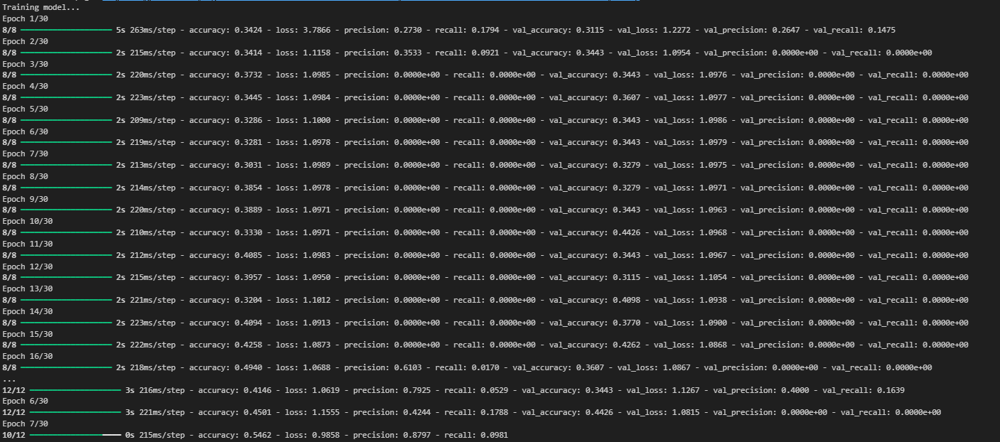 Training model...
Epoch 1/30
8/8 ━━━━━━━━━━━━━━━━━━━━ 5s 263ms/step - accuracy: 0.3424 - loss: 3.7866 - precision: 0.2730 - recall: 0.1794 - val_accuracy: 0.3115 - val_loss: 1.2272 - val_precision: 0.2647 - val_recall: 0.1475
Epoch 2/30
8/8 ━━━━━━━━━━━━━━━━━━━━ 2s 215ms/step - accuracy: 0.3414 - loss: 1.1158 - precision: 0.3533 - recall: 0.0921 - val_accuracy: 0.3443 - val_loss: 1.0954 - val_precision: 0.0000e+00 - val_recall: 0.0000e+00
Epoch 3/30
8/8 ━━━━━━━━━━━━━━━━━━━━ 2s 220ms/step - accuracy: 0.3732 - loss: 1.0985 - precision: 0.0000e+00 - recall: 0.0000e+00 - val_accuracy: 0.3443 - val_loss: 1.0976 - val_precision: 0.0000e+00 - val_recall: 0.0000e+00
Epoch 4/30
8/8 ━━━━━━━━━━━━━━━━━━━━ 2s 223ms/step - accuracy: 0.3445 - loss: 1.0984 - precision: 0.0000e+00 - recall: 0.0000e+00 - val_accuracy: 0.3607 - val_loss: 1.0977 - val_precision: 0.0000e+00 - val_recall: 0.0000e+00
Epoch 5/30
8/8 ━━━━━━━━━━━━━━━━━━━━ 2s 209ms/step - accuracy: 0.3286 - loss: 1.1000 - precision: 0.0000e+00 - recall: 0.0000e+00 - val_accuracy: 0.3443 - val_loss: 1.0986 - val_precision: 0.0000e+00 - val_recall: 0.0000e+00
Epoch 6/30
8/8 ━━━━━━━━━━━━━━━━━━━━ 2s 219ms/step - accuracy: 0.3281 - loss: 1.0978 - precision: 0.0000e+00 - recall: 0.0000e+00 - val_accuracy: 0.3443 - val_loss: 1.0979 - val_precision: 0.0000e+00 - val_recall: 0.0000e+00
Epoch 7/30
8/8 ━━━━━━━━━━━━━━━━━━━━ 2s 213ms/step - accuracy: 0.3031 - loss: 1.0989 - precision: 0.0000e+00 - recall: 0.0000e+00 - val_accuracy: 0.3279 - val_loss: 1.0975 - val_precision: 0.0000e+00 - val_recall: 0.0000e+00
Epoch 8/30
8/8 ━━━━━━━━━━━━━━━━━━━━ 2s 214ms/step - accuracy: 0.3854 - loss: 1.0978 - precision: 0.0000e+00 - recall: 0.0000e+00 - val_accuracy: 0.3279 - val_loss: 1.0971 - val_precision: 0.0000e+00 - val_recall: 0.0000e+00
Epoch 9/30
8/8 ━━━━━━━━━━━━━━━━━━━━ 2s 220ms/step - accuracy: 0.3889 - loss: 1.0971 - precision: 0.0000e+00 - recall: 0.0000e+00 - val_accuracy: 0.3443 - val_loss: 1.0963 - val_precision: 0.0000e+00 - val_recall: 0.0000e+00
Epoch 10/30
8/8 ━━━━━━━━━━━━━━━━━━━━ 2s 210ms/step - accuracy: 0.3330 - loss: 1.0971 - precision: 0.0000e+00 - recall: 0.0000e+00 - val_accuracy: 0.4426 - val_loss: 1.0968 - val_precision: 0.0000e+00 - val_recall: 0.0000e+00
Epoch 11/30
8/8 ━━━━━━━━━━━━━━━━━━━━ 2s 212ms/step - accuracy: 0.4085 - loss: 1.0983 - precision: 0.0000e+00 - recall: 0.0000e+00 - val_accuracy: 0.3443 - val_loss: 1.0967 - val_precision: 0.0000e+00 - val_recall: 0.0000e+00
Epoch 12/30
8/8 ━━━━━━━━━━━━━━━━━━━━ 2s 215ms/step - accuracy: 0.3957 - loss: 1.0950 - precision: 0.0000e+00 - recall: 0.0000e+00 - val_accuracy: 0.3115 - val_loss: 1.1054 - val_precision: 0.0000e+00 - val_recall: 0.0000e+00
Epoch 13/30
8/8 ━━━━━━━━━━━━━━━━━━━━ 2s 221ms/step - accuracy: 0.3204 - loss: 1.1012 - precision: 0.0000e+00 - recall: 0.0000e+00 - val_accuracy: 0.4098 - val_loss: 1.0938 - val_precision: 0.0000e+00 - val_recall: 0.0000e+00
Epoch 14/30
8/8 ━━━━━━━━━━━━━━━━━━━━ 2s 223ms/step - accuracy: 0.4094 - loss: 1.0913 - precision: 0.0000e+00 - recall: 0.0000e+00 - val_accuracy: 0.3770 - val_loss: 1.0900 - val_precision: 0.0000e+00 - val_recall: 0.0000e+00
Epoch 15/30
8/8 ━━━━━━━━━━━━━━━━━━━━ 2s 222ms/step - accuracy: 0.4258 - loss: 1.0873 - precision: 0.0000e+00 - recall: 0.0000e+00 - val_accuracy: 0.4262 - val_loss: 1.0868 - val_precision: 0.0000e+00 - val_recall: 0.0000e+00
Epoch 16/30
8/8 ━━━━━━━━━━━━━━━━━━━━ 2s 218ms/step - accuracy: 0.4940 - loss: 1.0688 - precision: 0.6103 - recall: 0.0170 - val_accuracy: 0.3607 - val_loss: 1.0867 - val_precision: 0.0000e+00 - val_recall: 0.0000e+00
...
12/12 ━━━━━━━━━━━━━━━━━━━━ 3s 216ms/step - accuracy: 0.4146 - loss: 1.0619 - precision: 0.7925 - recall: 0.0529 - val_accuracy: 0.3443 - val_loss: 1.1267 - val_precision: 0.4000 - val_recall: 0.1639
Epoch 6/30
12/12 ━━━━━━━━━━━━━━━━━━━━ 3s 221ms/step - accuracy: 0.4501 - loss: 1.1555 - precision: 0.4244 - recall: 0.1788 - val_accuracy: 0.4426 - val_loss: 1.0815 - val_precision: 0.0000e+00 - val_recall: 0.0000e+00
Epoch 7/30
10/12 ━━━━━━━━━━━━━━━━━━━━ 0s 215ms/step - accuracy: 0.5462 - loss: 0.9858 - precision: 0.8797 - recall: 0.0981